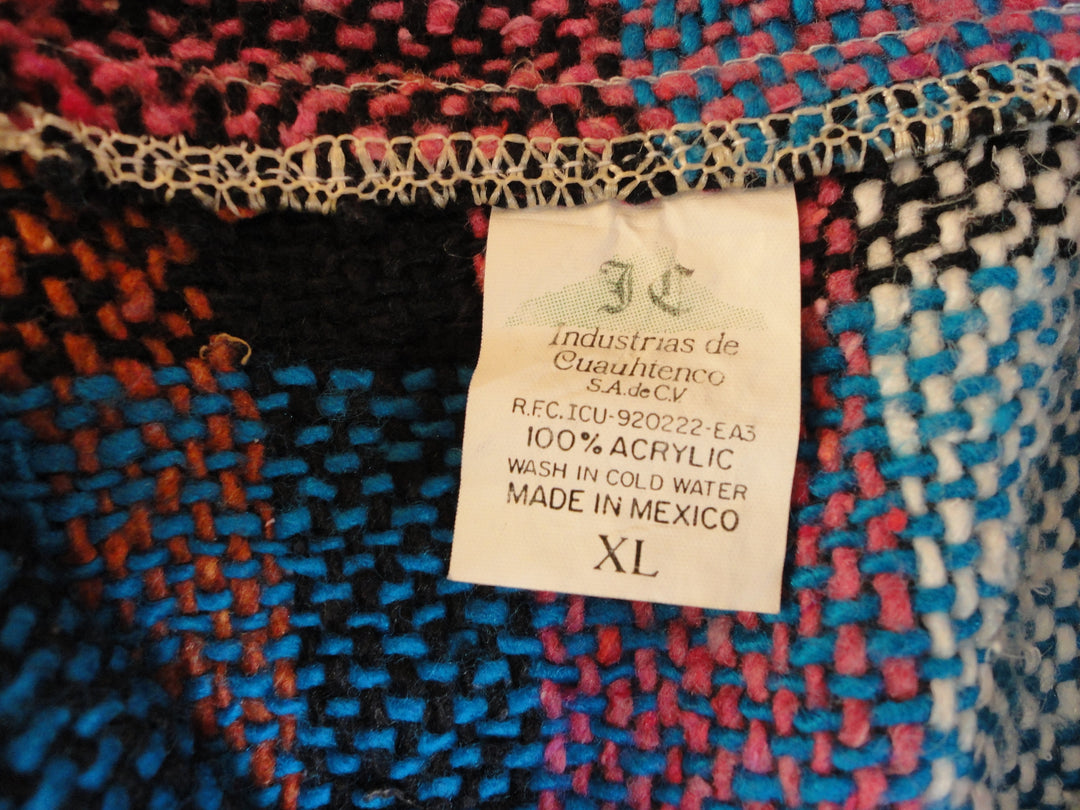 IC
Industrias de
Cuauhtenco
S.A. de C.V.
R.F.C. ICU-920222-EA3
100% ACRYLIC
WASH IN COLD WATER
MADE IN MEXICO
XL